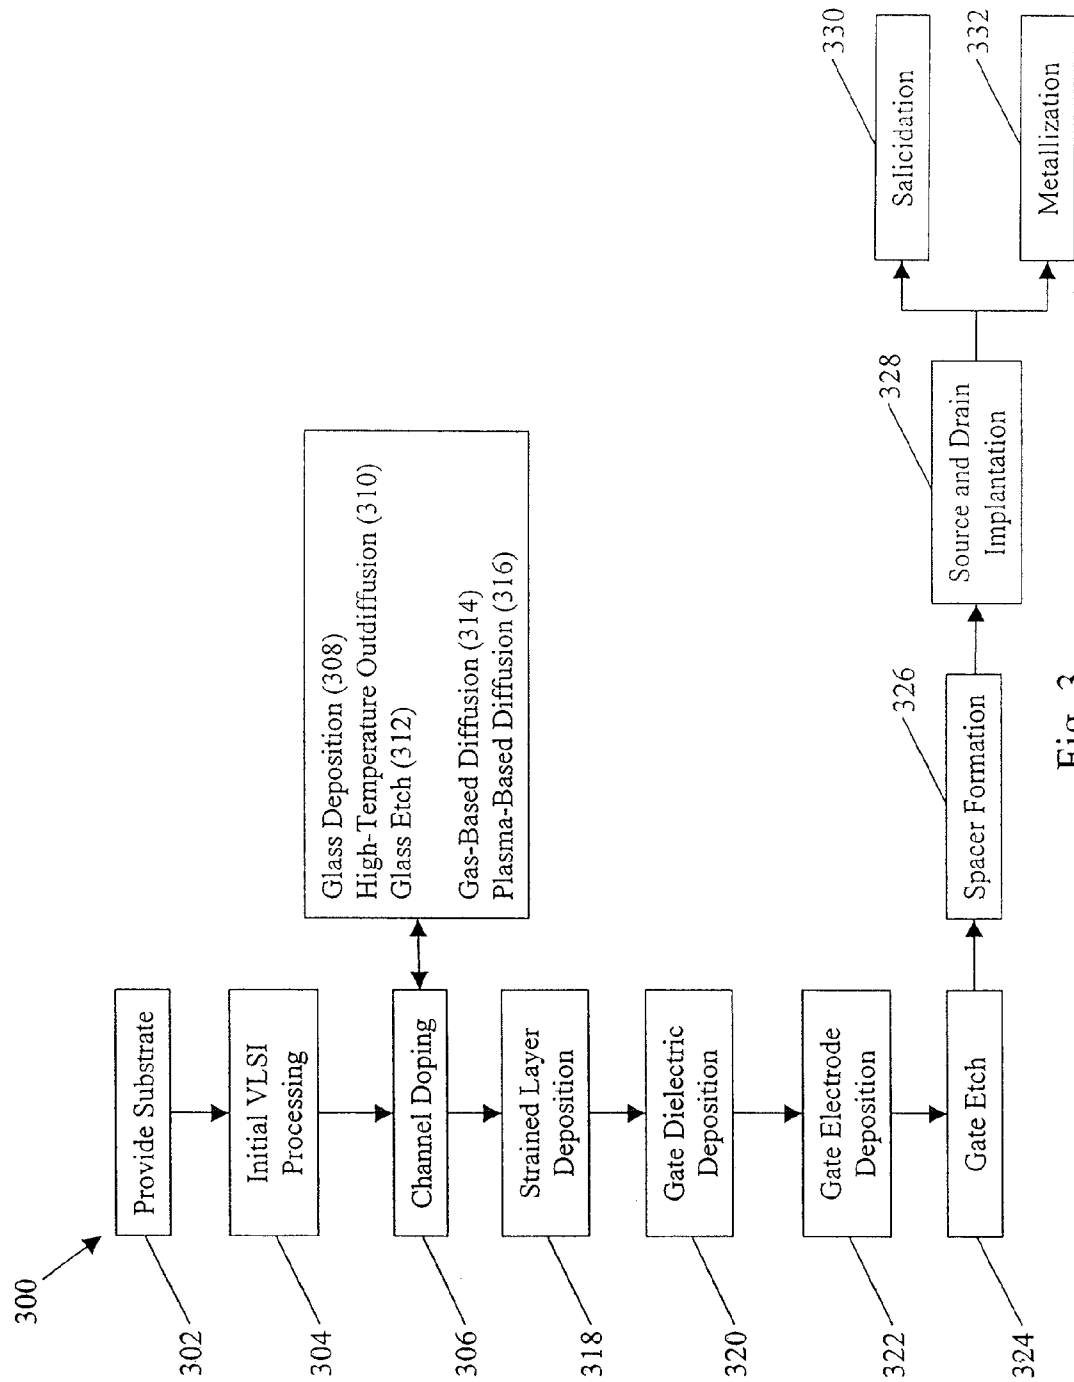 300
302
Provide Substrate
304
Initial VLSI
Processing
306
Channel Doping
Glass Deposition (308)
High-Temperature Outdiffusion (310)
Glass Etch (312)
Gas-Based Diffusion (314)
Plasma-Based Diffusion (316)
318
Strained Layer
Deposition
320
Gate Dielectric
Deposition
322
Gate Electrode
Deposition
324
Gate Etch
326
Spacer Formation
328
Source and Drain
Implantation
330
Salicidation
332
Metallization
Fig. 3